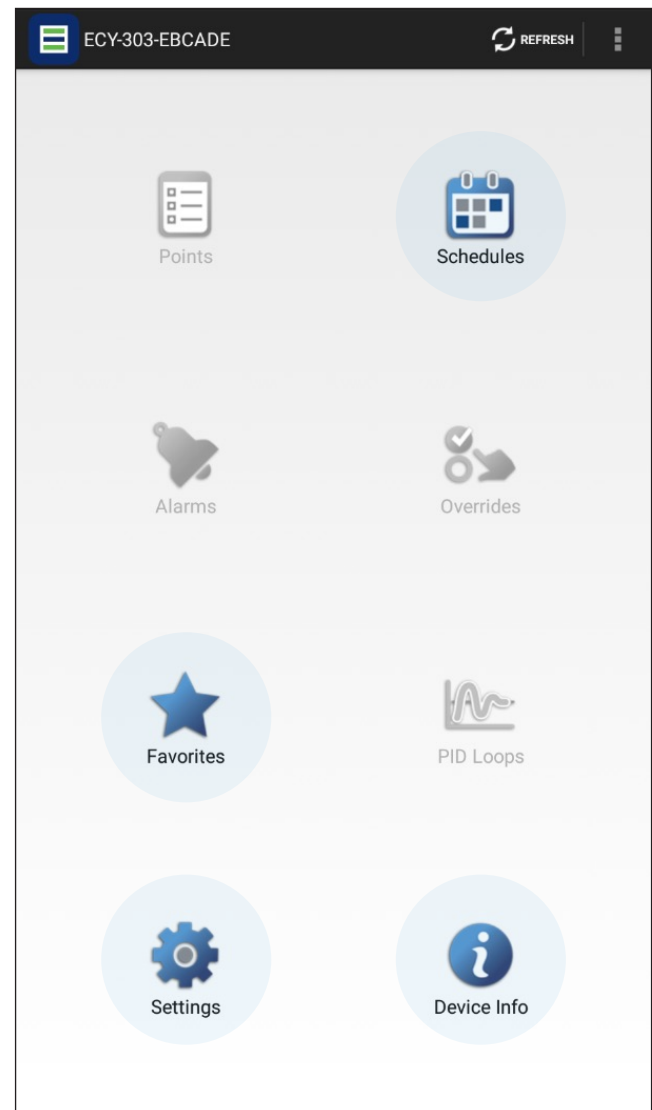 ECY-303-EBCADE
REFRESH
Points
Schedules
Alarms
Overrides
Favorites
PID Loops
Settings
Device Info